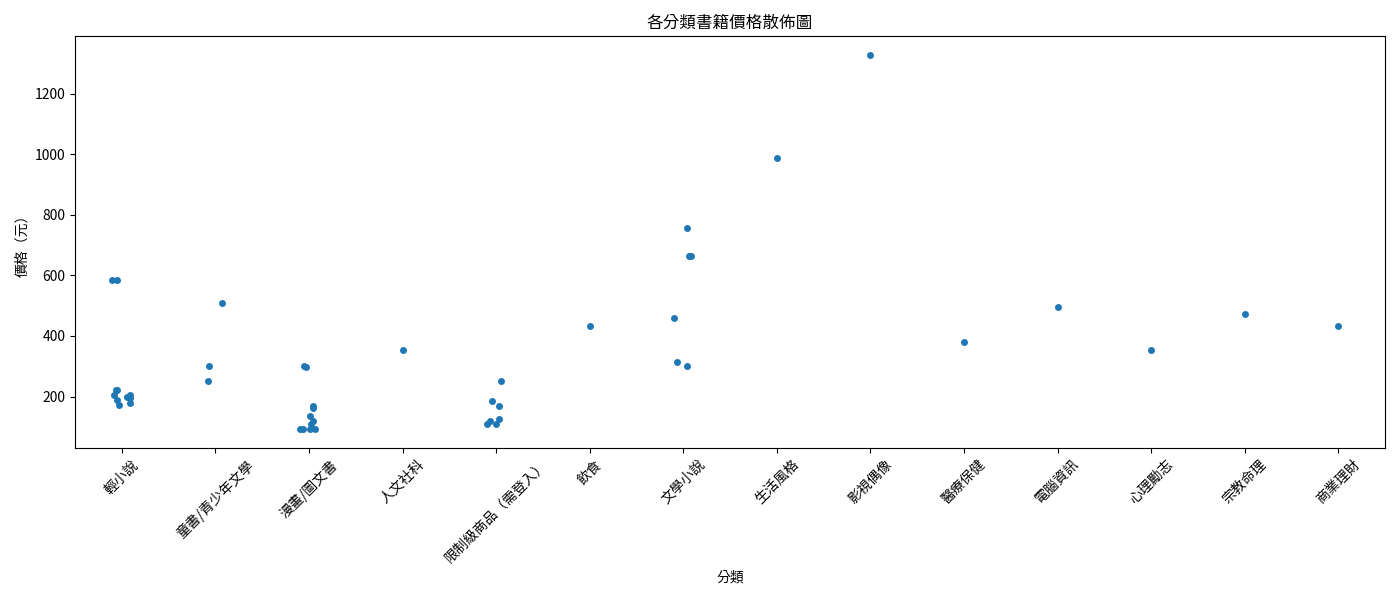 各分類書籍價格散佈圖
價格（元）
1200
1000
800
600
400
200
輕小說
童書/青少年文學
漫畫/圖文書
人文社科
限制級商品（需登入）
飲食
文學小說
生活風格
影視偶像
醫療保健
電腦資訊
心理勵志
宗教命理
商業理財
分類